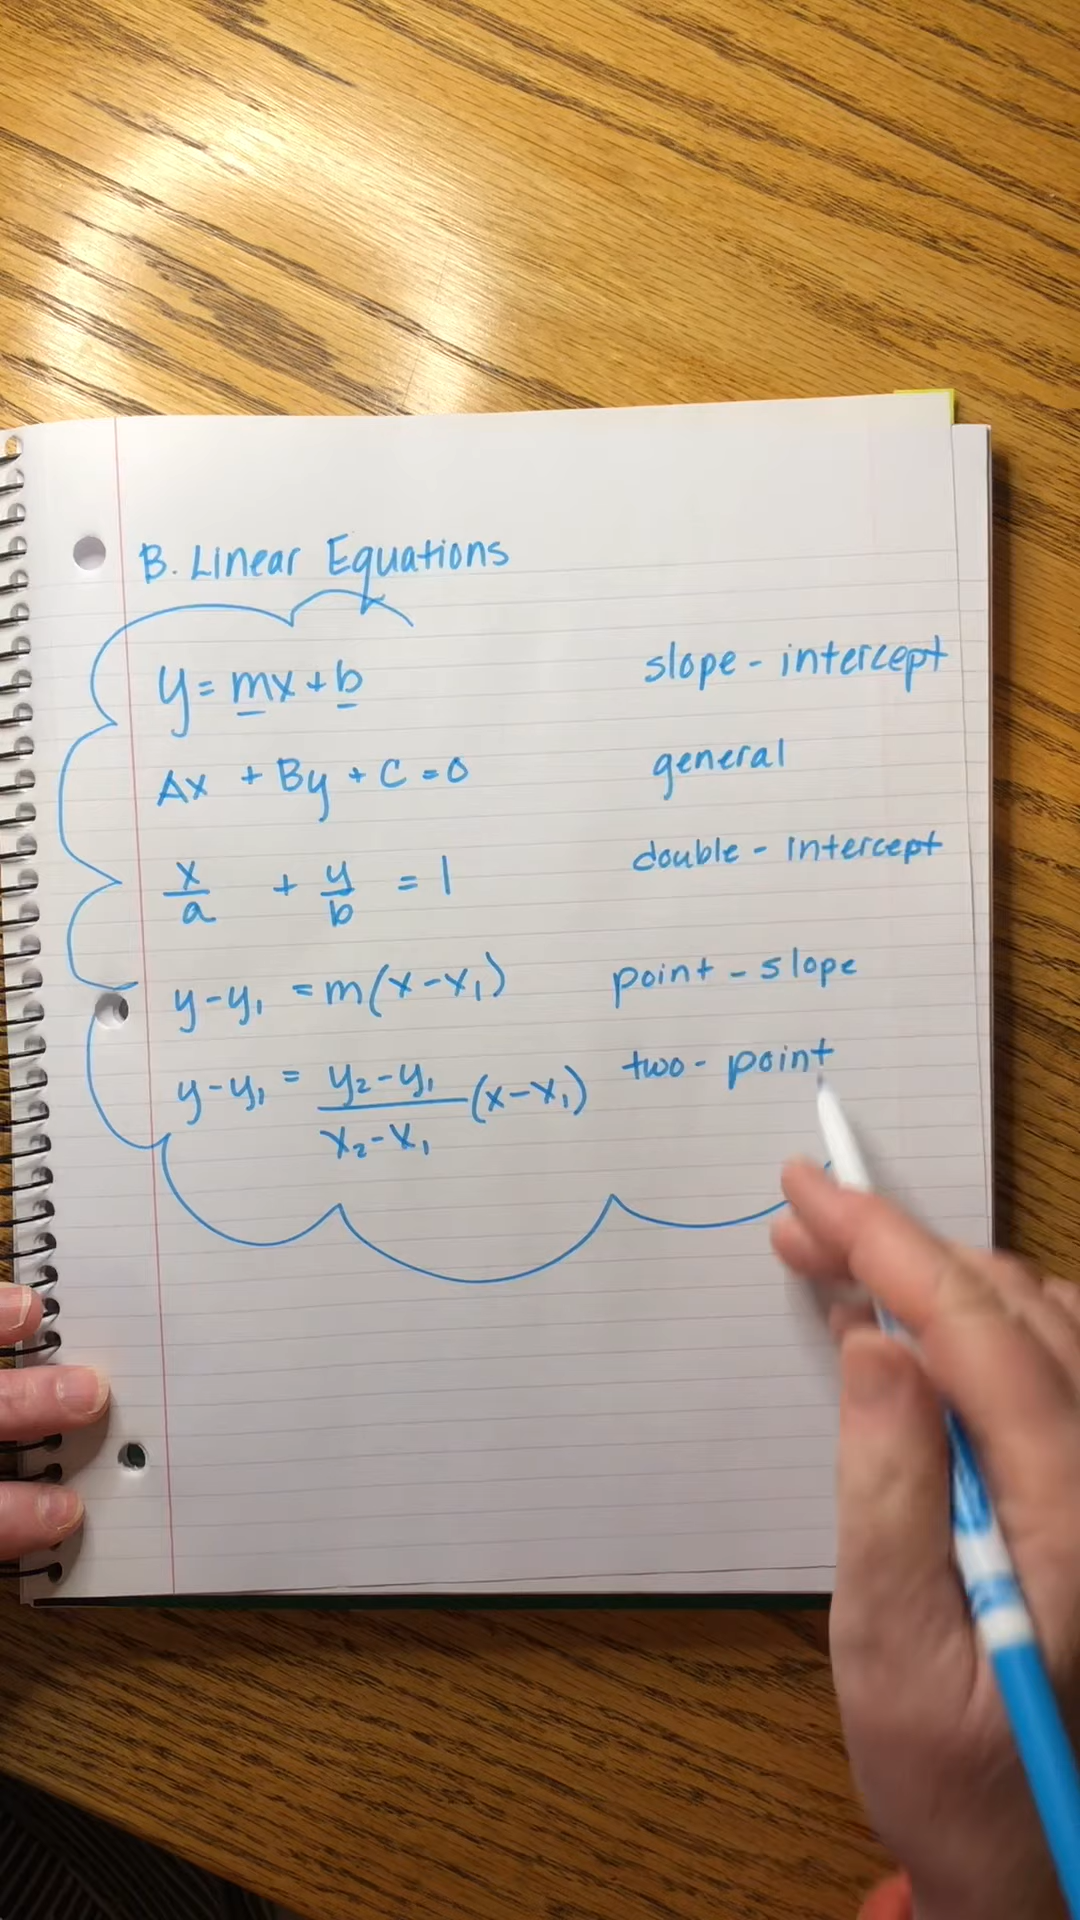 B. Linear Equations
y = mx + b slope - intercept
Ax + By + C = 0 general
x/a + y/b = 1 double - intercept
y - y₁ = m(x - x₁) point - slope
y - y₁ = (y₂ - y₁)/(x₂ - x₁) (x - x₁) two - point